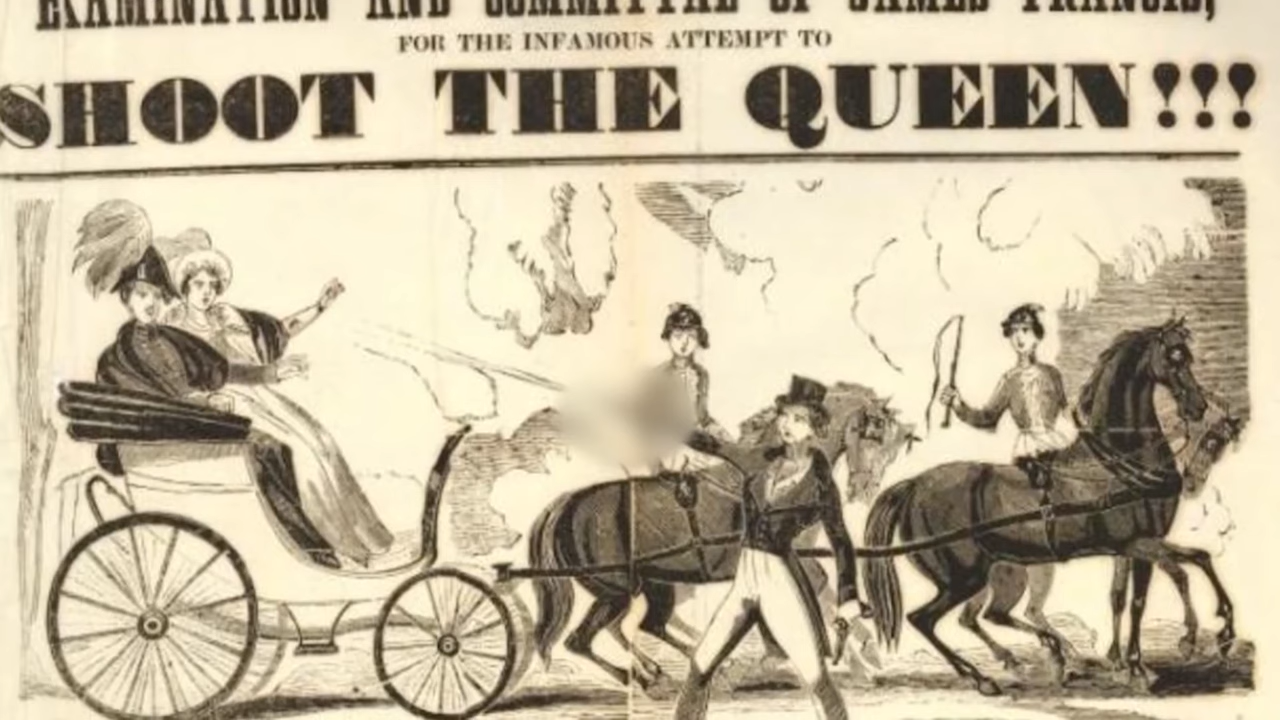 EXAMINATION AND COMMITTAL OF JAMES FRANCIS,
FOR THE INFAMOUS ATTEMPT TO
SHOOT THE QUEEN!!!